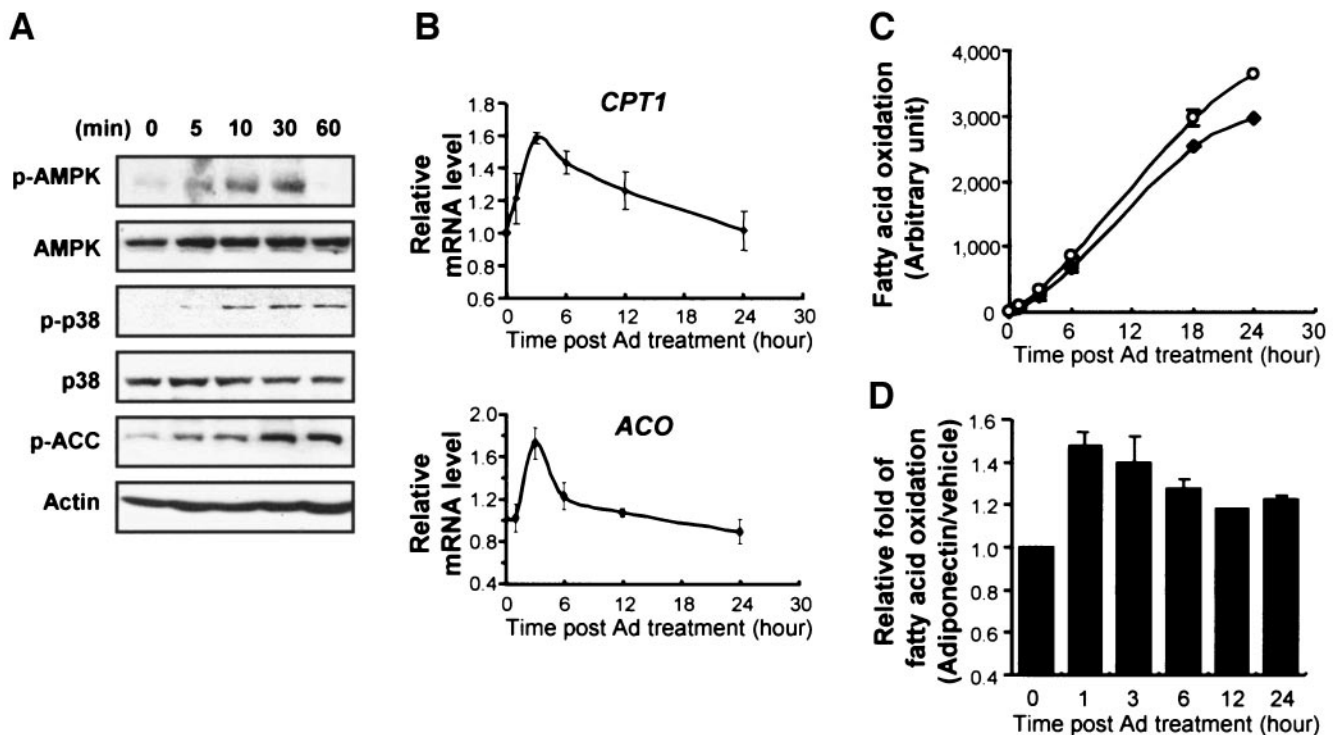 A
(min) 0 5 10 30 60
p-AMPK
AMPK
p-p38
p38
p-ACC
Actin
B
CPT1
Relative
mRNA level
1.8
1.6
1.4
1.2
1.0
0.8
0.6
0 6 12 18 24 30
Time post Ad treatment (hour)
ACO
Relative
mRNA level
2.0
1.6
1.2
0.8
0.4
0 6 12 18 24 30
Time post Ad treatment (hour)
C
Fatty acid oxidation
(Arbitrary unit)
4,000
3,000
2,000
1,000
0
0 6 12 18 24 30
Time post Ad treatment (hour)
D
Relative fold of
fatty acid oxidation
(Adiponectin/vehicle)
1.6
1.4
1.2
1.0
0.8
0.6
0.4
0 1 3 6 12 24
Time post Ad treatment (hour)